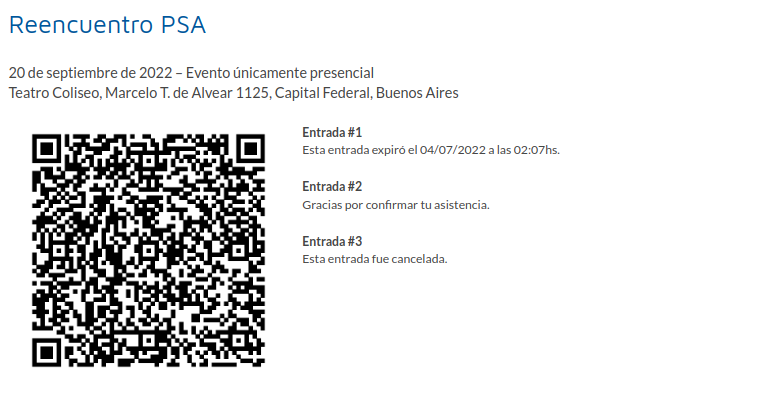 Reencuentro PSA
20 de septiembre de 2022 – Evento únicamente presencial
Teatro Coliseo, Marcelo T. de Alvear 1125, Capital Federal, Buenos Aires
Entrada #1
Esta entrada expiró el 04/07/2022 a las 02:07hs.
Entrada #2
Gracias por confirmar tu asistencia.
Entrada #3
Esta entrada fue cancelada.